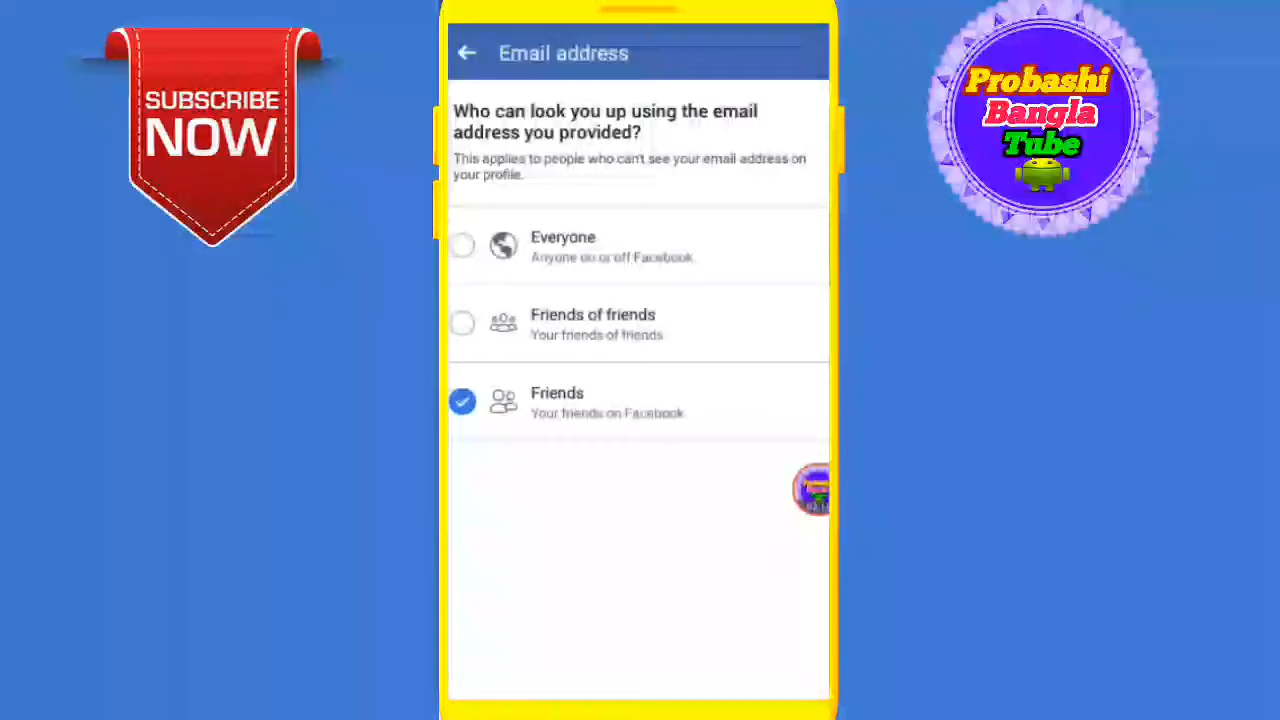 SUBSCRIBE
NOW
Email address
Who can look you up using the email
address you provided?
This applies to people who can't see your email address on
your profile.
Everyone
Anyone on or off Facebook
Friends of friends
Your friends of friends
Friends
Your friends on Facebook
Probashi
Bangla
Tube